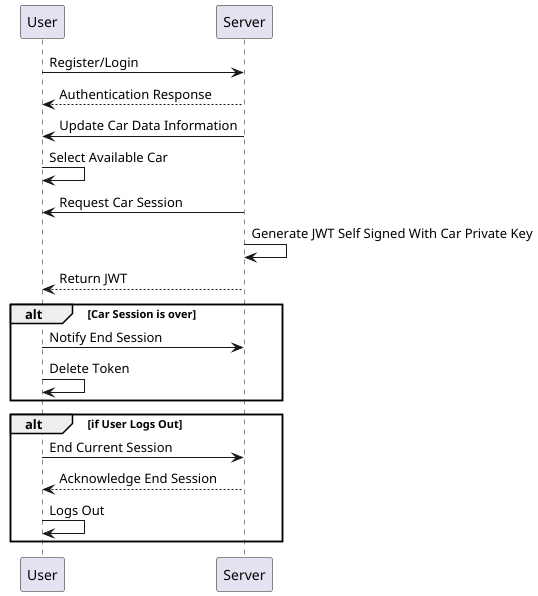 User Server
Register/Login
Authentication Response
Update Car Data Information
Select Available Car
Request Car Session
Generate JWT Self Signed With Car Private Key
Return JWT
alt [Car Session is over]
Notify End Session
Delete Token
alt [if User Logs Out]
End Current Session
Acknowledge End Session
Logs Out
User Server